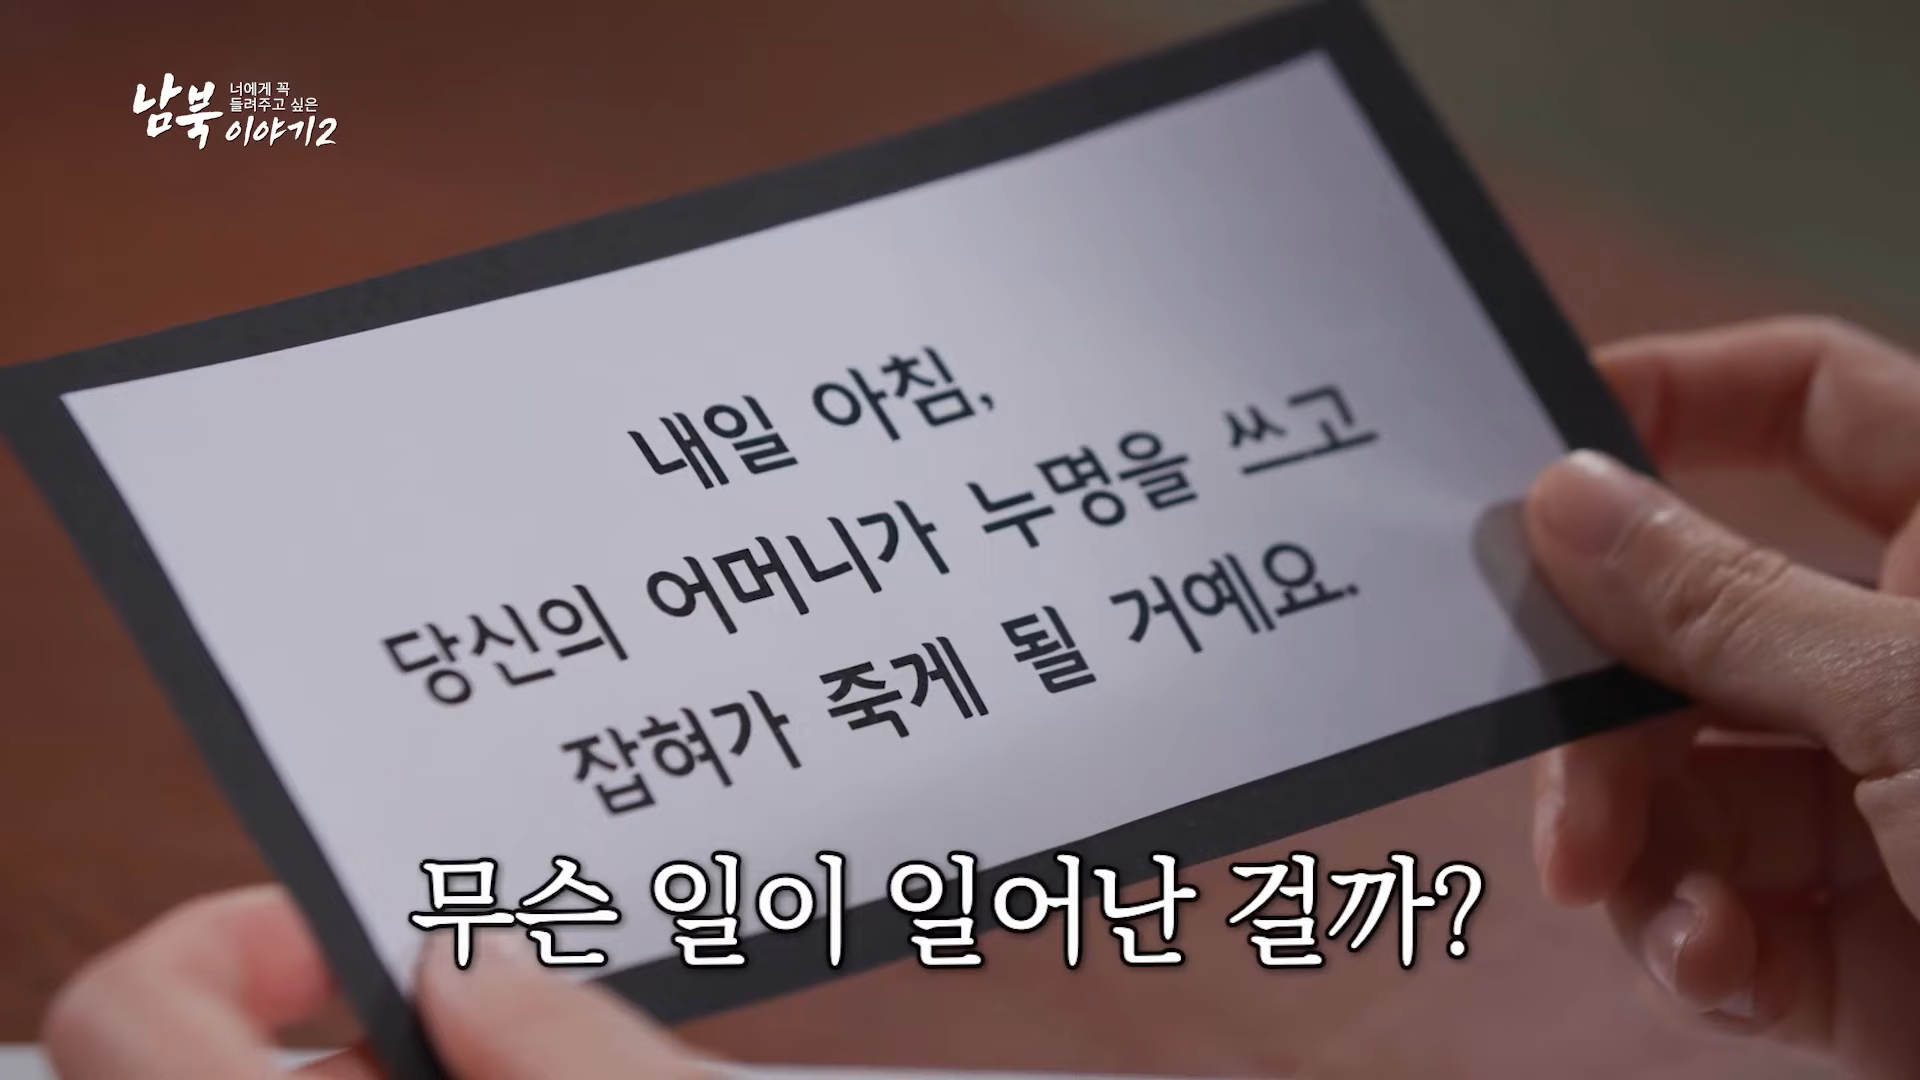 남북
너에게 꼭
들려주고 싶은
이야기2
내일 아침,
당신의 어머니가 누명을 쓰고
잡혀가 죽게 될 거예요.
무슨 일이 일어난 걸까?